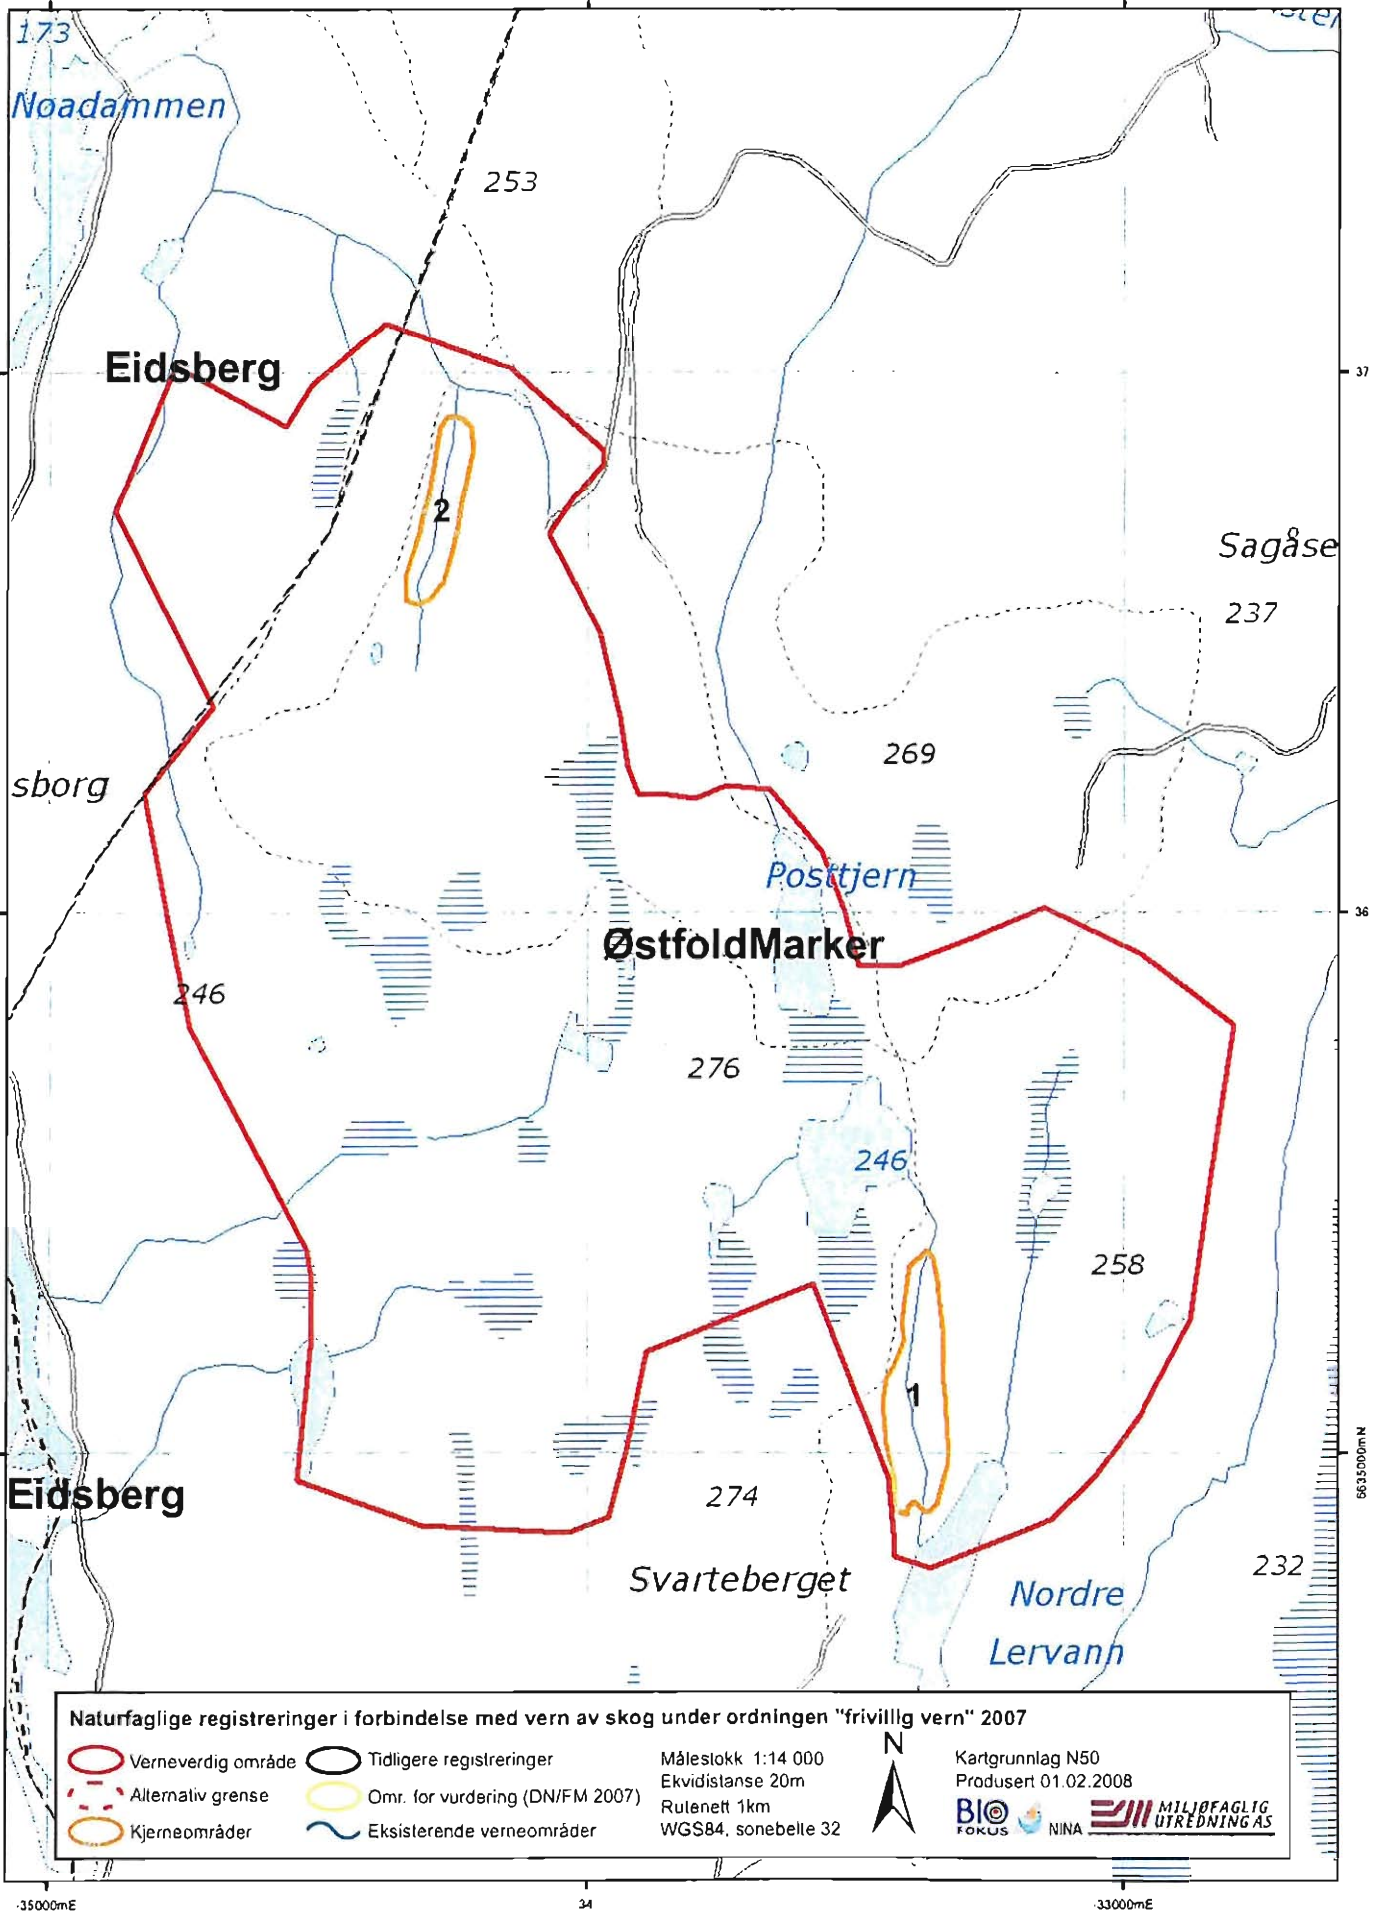 173
Noadammen
253
Eidsberg
37
2
Sagåse
237
269
sborg
Posttjern
36
ØstfoldMarker
246
276
246
258
1
Eidsberg
274
6635000mN
Svarteberget
232
Nordre
Lervann
Naturfaglige registreringer i forbindelse med vern av skog under ordningen "frivillig vern" 2007
Verneverdig område
Alternativ grense
Kjerneområder
Tidligere registreringer
Omr. for vurdering (DN/FM 2007)
Eksisterende verneområder
Målestokk 1:14 000
Ekvidistanse 20m
Rutenett 1km
WGS84, sonebelle 32
N
Kartgrunnlag N50
Produsert 01.02.2008
BIO
FOKUS
NINA
MILJØFAGLIG
UTREDNING AS
-35000mE
34
-33000mE